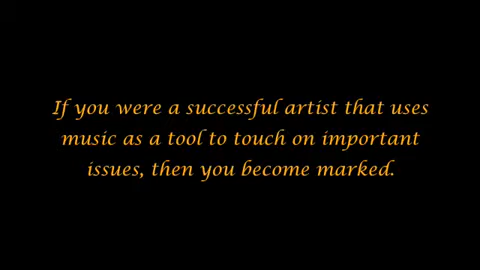 If you were a successful artist that uses
music as a tool to touch on important
issues, then you become marked.